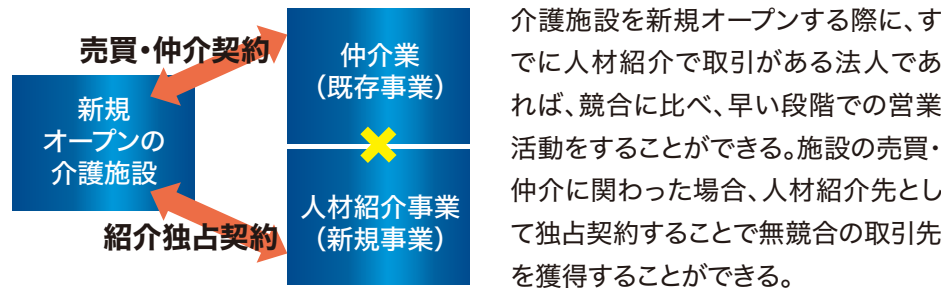 売買・仲介契約
仲介業
（既存事業）
新規
オープンの
介護施設
人材紹介事業
（新規事業）
紹介独占契約
介護施設を新規オープンする際に、す
でに人材紹介で取引がある法人であ
れば、競合に比べ、早い段階での営業
活動をすることができる。施設の売買・
仲介に関わった場合、人材紹介先とし
て独占契約することで無競合の取引先
を獲得することができる。